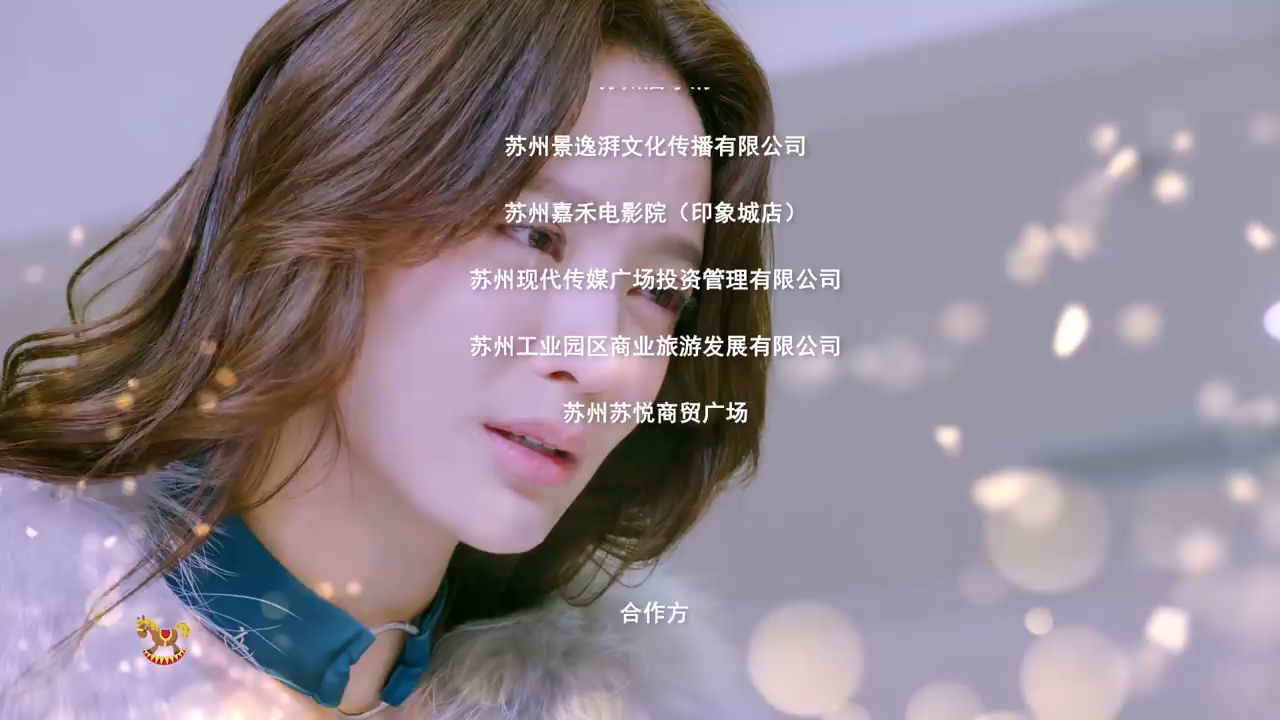 苏州景逸湃文化传播有限公司
苏州嘉禾电影院（印象城店）
苏州现代传媒广场投资管理有限公司
苏州工业园区商业旅游发展有限公司
苏州苏悦商贸广场
合作方